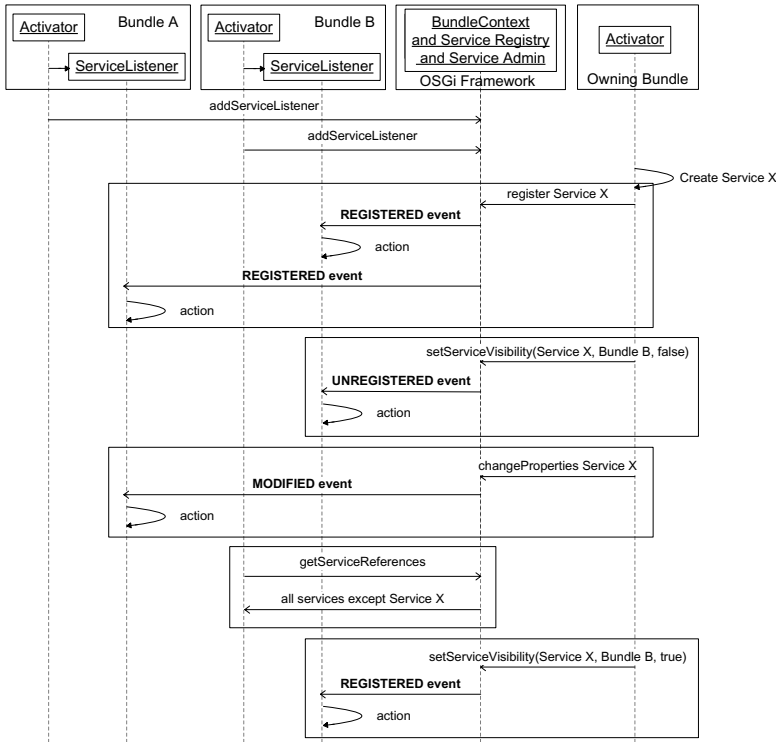 Activator
Bundle A
ServiceListener
Activator
Bundle B
ServiceListener
BundleContext
and Service Registry
and Service Admin
OSGi Framework
Activator
Owning Bundle
addServiceListener
addServiceListener
Create Service X
register Service X
REGISTERED event
action
REGISTERED event
action
setServiceVisibility(Service X, Bundle B, false)
UNREGISTERED event
action
changeProperties Service X
MODIFIED event
action
getServiceReferences
all services except Service X
setServiceVisibility(Service X, Bundle B, true)
REGISTERED event
action